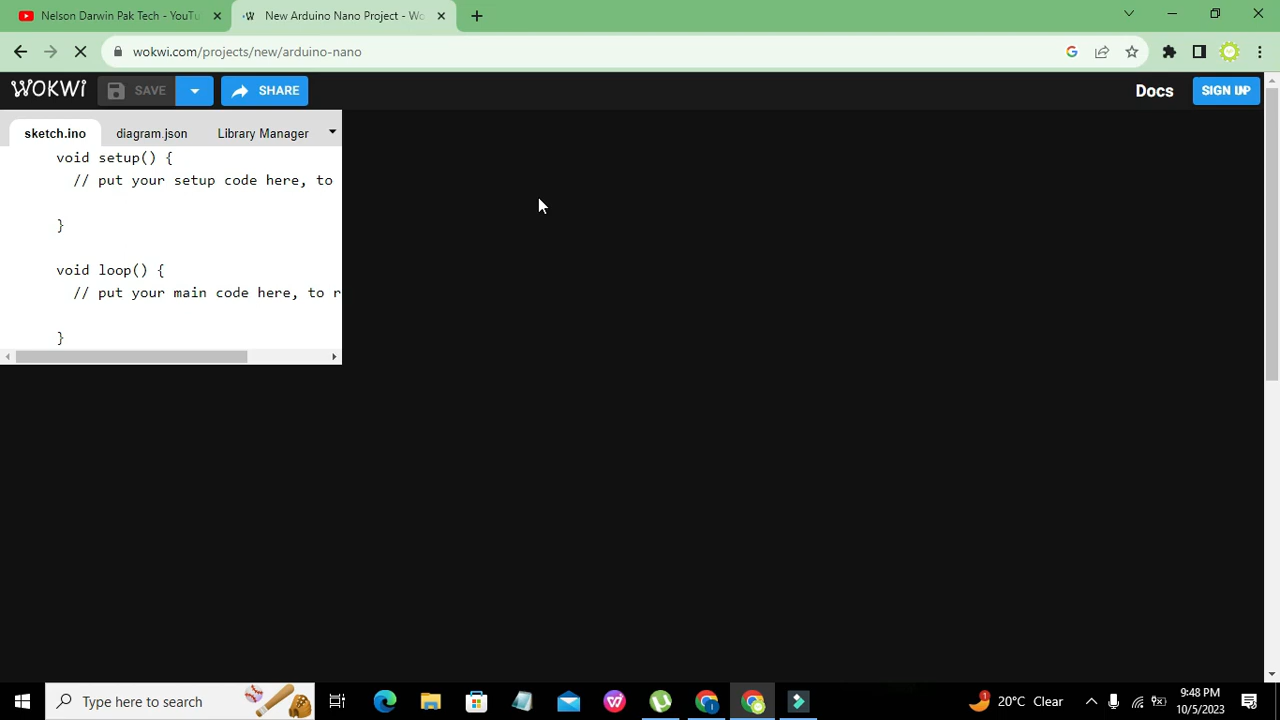 Nelson Darwin Pak Tech - YouTu
New Arduino Nano Project - Wo
wokwi.com/projects/new/arduino-nano
WOKWI
SAVE
SHARE
Docs
SIGN UP
sketch.ino
diagram.json
Library Manager
void setup() {
// put your setup code here, to
}
void loop() {
// put your main code here, to r
}
Type here to search
1
20°C Clear
9:48 PM
10/5/2023